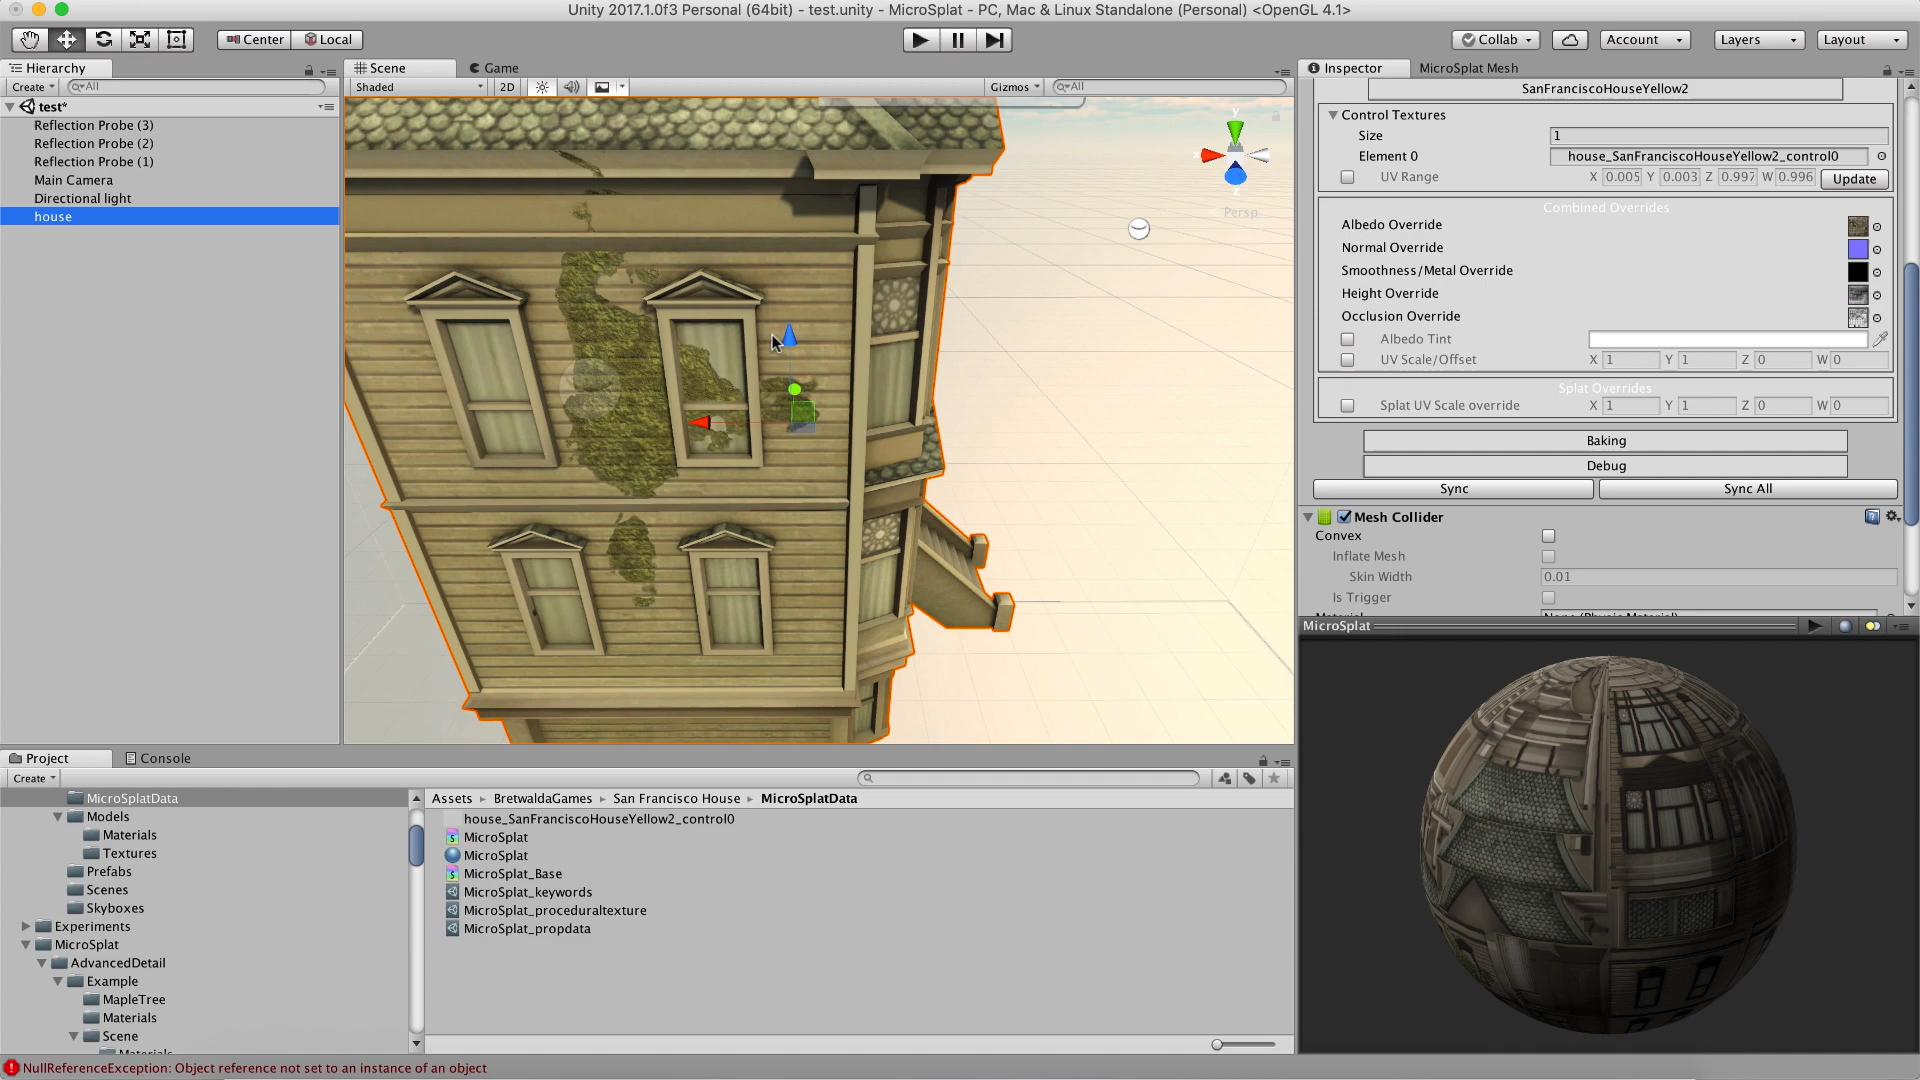 Unity 2017.1.0f3 Personal (64bit) - test.unity - MicroSplat - PC, Mac & Linux Standalone (Personal) <OpenGL 4.1>
Center Local Collab Account Layers Layout
Hierarchy
Create All
test*
Reflection Probe (3)
Reflection Probe (2)
Reflection Probe (1)
Main Camera
Directional light
house
Scene Game
Shaded 2D Gizmos All
y
x
z
Persp
Inspector MicroSplat Mesh
SanFranciscoHouseYellow2
Control Textures
Size 1
Element 0 house_SanFranciscoHouseYellow2_control0
UV Range X 0.005 Y 0.003 Z 0.997 W 0.996 Update
Combined Overrides
Albedo Override
Normal Override
Smoothness/Metal Override
Height Override
Occlusion Override
Albedo Tint
UV Scale/Offset X 1 Y 1 Z 0 W 0
Splat Overrides
Splat UV Scale override X 1 Y 1 Z 0 W 0
Baking
Debug
Sync Sync All
Mesh Collider
Convex
Inflate Mesh
Skin Width 0.01
Is Trigger
Material None (Physic Material)
MicroSplat
Project Console
Create
MicroSplatData
Models
Materials
Textures
Prefabs
Scenes
Skyboxes
Experiments
MicroSplat
AdvancedDetail
Example
MapleTree
Materials
Scene
Materials
Assets BretwaldaGames San Francisco House MicroSplatData
house_SanFranciscoHouseYellow2_control0
MicroSplat
MicroSplat
MicroSplat_Base
MicroSplat_keywords
MicroSplat_proceduraltexture
MicroSplat_propdata
NullReferenceException: Object reference not set to an instance of an object